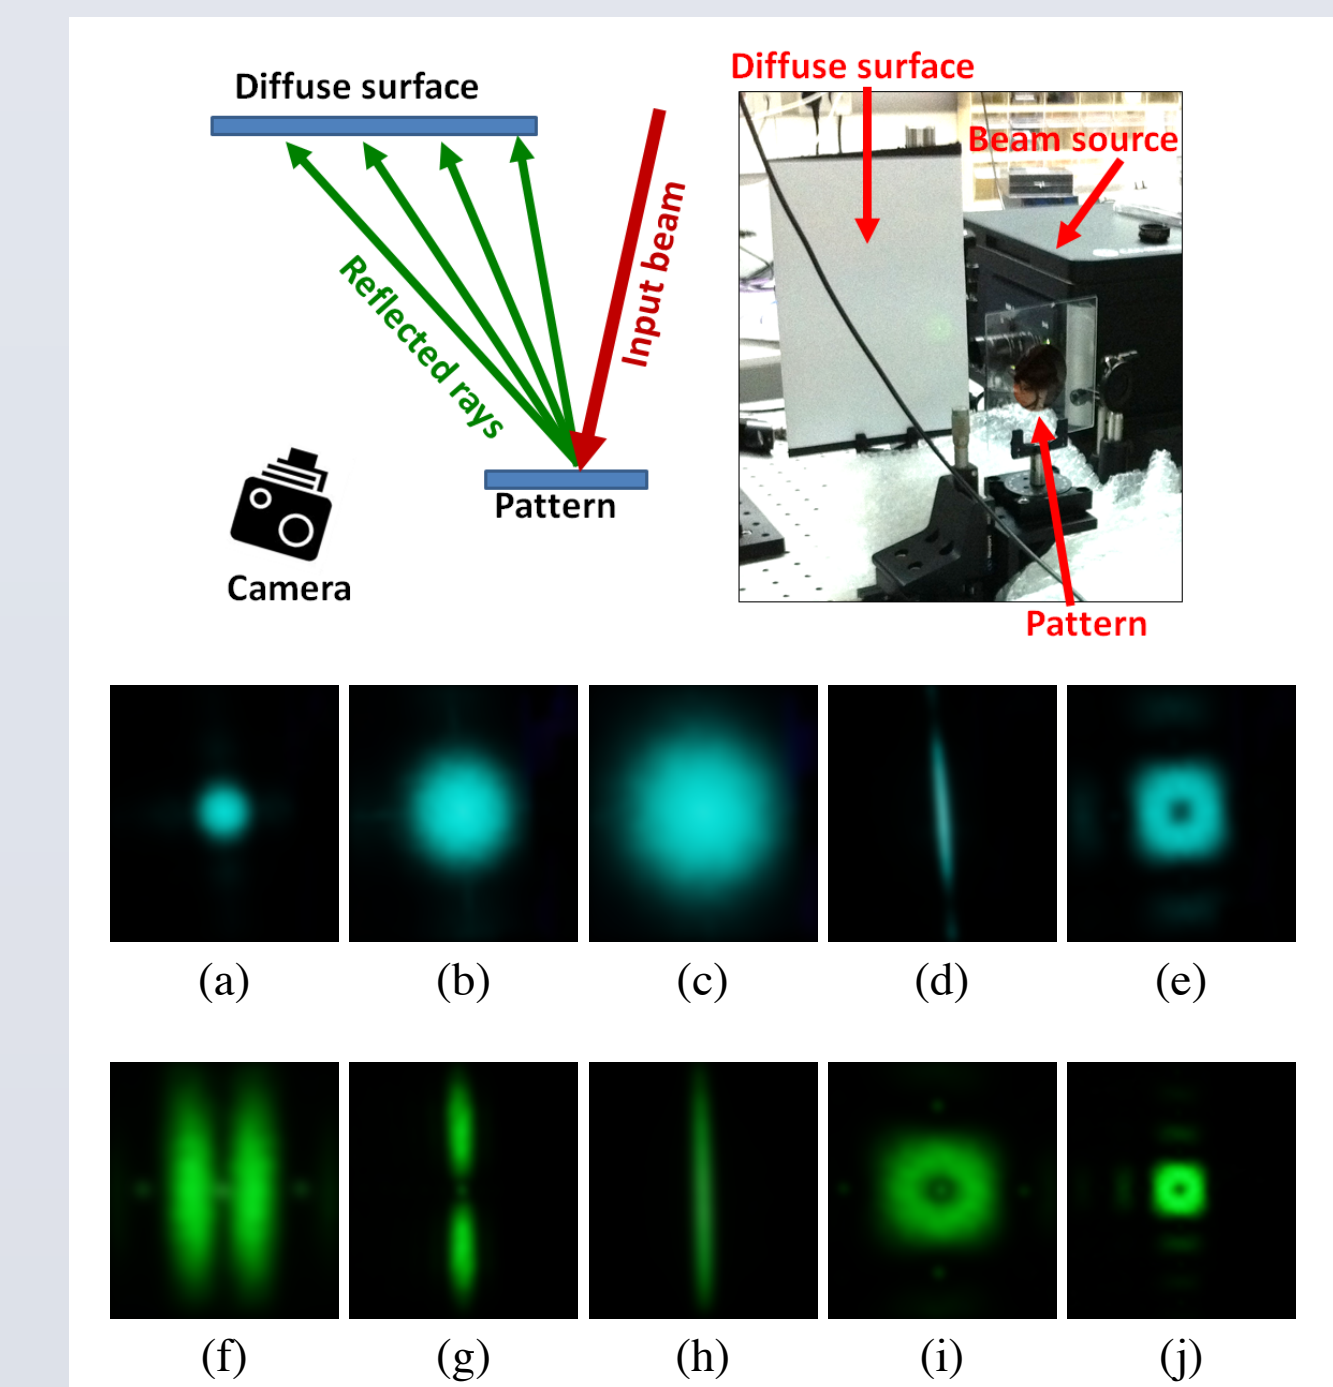 Diffuse surface
Input beam
Reflected rays
Pattern
Camera
Diffuse surface
Beam source
Pattern
(a) (b) (c) (d) (e)
(f) (g) (h) (i) (j)